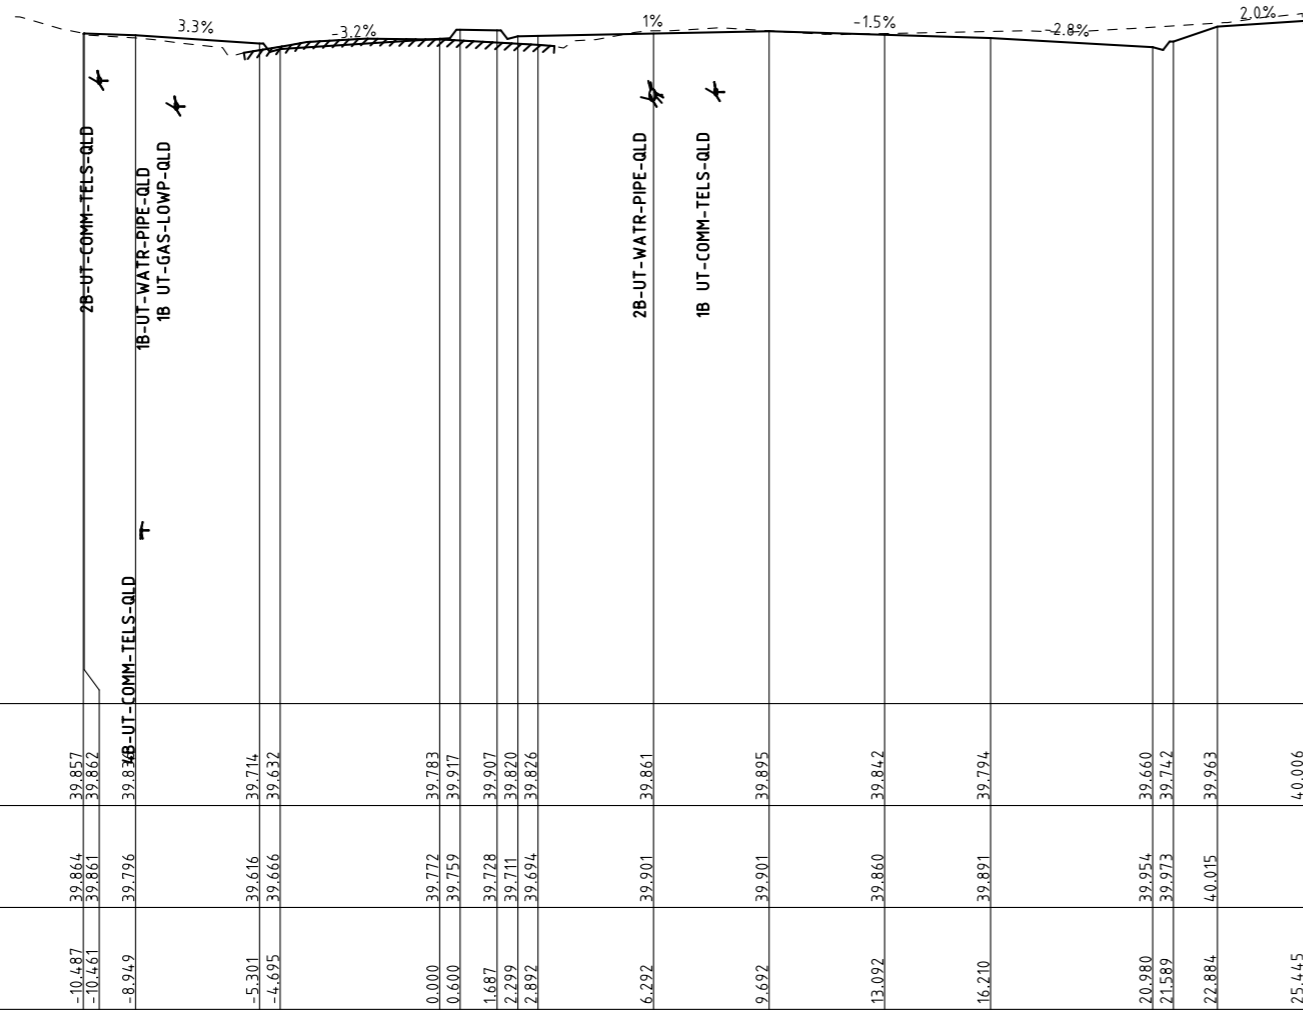 3.3%
-3.2%
1%
-1.5%
-2.8%
2.0%
2B-UT-COMM-TELS-QLD
1B-UT-WATR-PIPE-QLD
1B UT-GAS-LOWP-QLD
2B-UT-WATR-PIPE-QLD
1B UT-COMM-TELS-QLD
4B-UT-COMM-TELS-QLD
39.857 39.862 39.714 39.632 39.783 39.917 39.907 39.820 39.826 39.861 39.895 39.842 39.794 39.660 39.742 39.963 40.006
39.864 39.861 39.796 39.616 39.666 39.772 39.759 39.728 39.711 39.694 39.901 39.901 39.860 39.891 39.954 39.973 40.015
-10.487 -10.461 -8.949 -5.301 -4.695 0.000 0.600 1.687 2.299 2.892 6.292 9.692 13.092 16.210 20.980 21.589 22.884 25.445